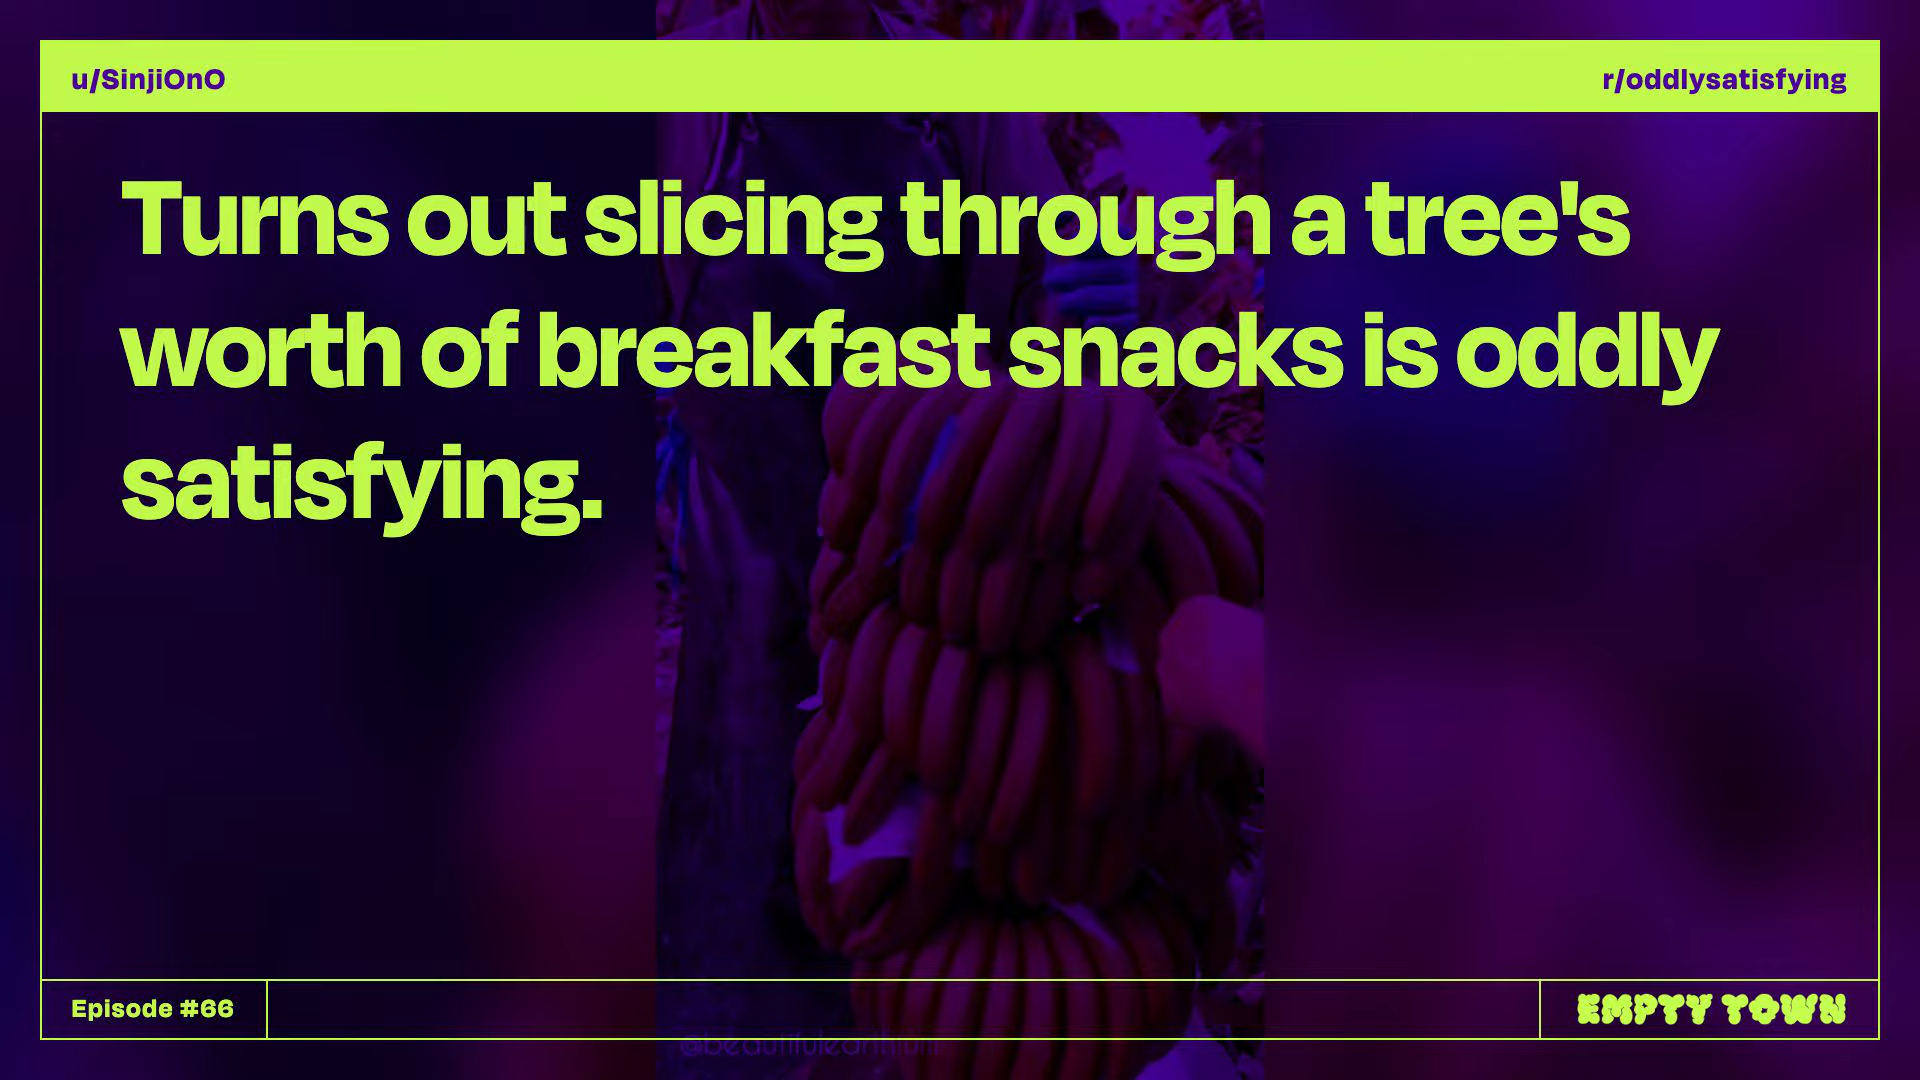 u/SinjiOnO
r/oddlysatisfying
Turns out slicing through a tree's
worth of breakfast snacks is oddly
satisfying.
Episode #66
EMPTY TOWN